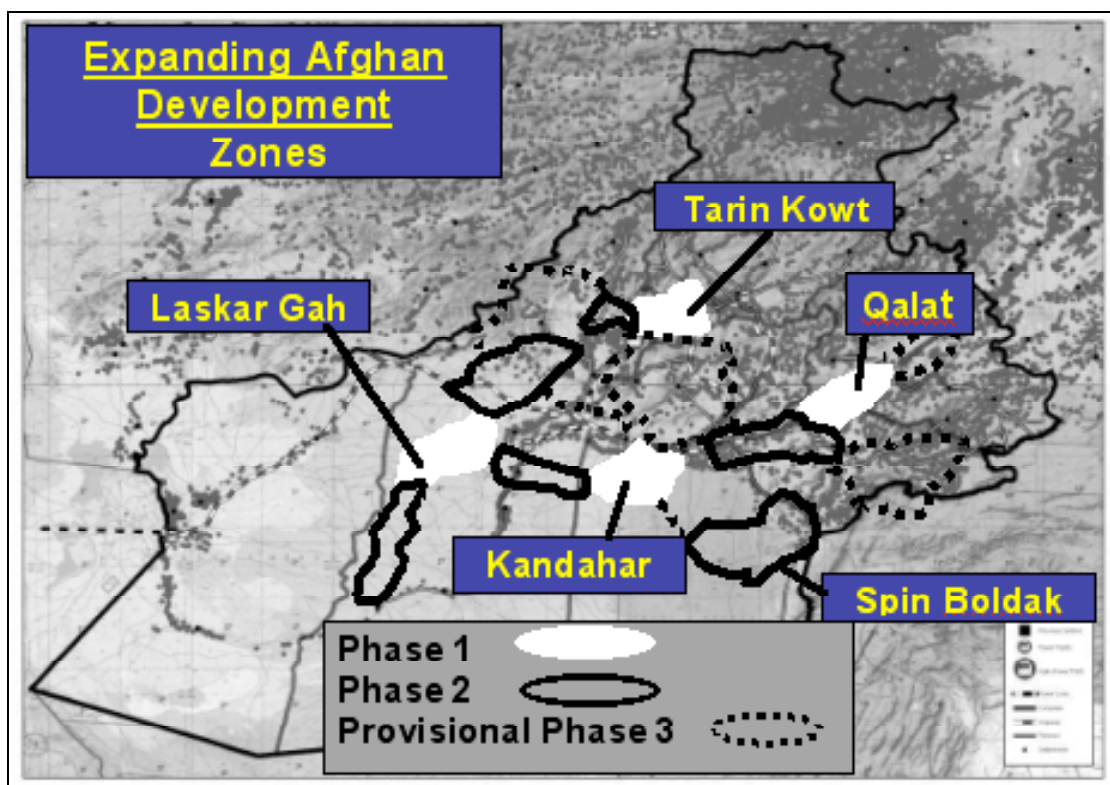 Expanding Afghan
Development
Zones
Tarin Kowt
Laskar Gah
Qalat
Kandahar
Spin Boldak
Phase 1
Phase 2
Provisional Phase 3